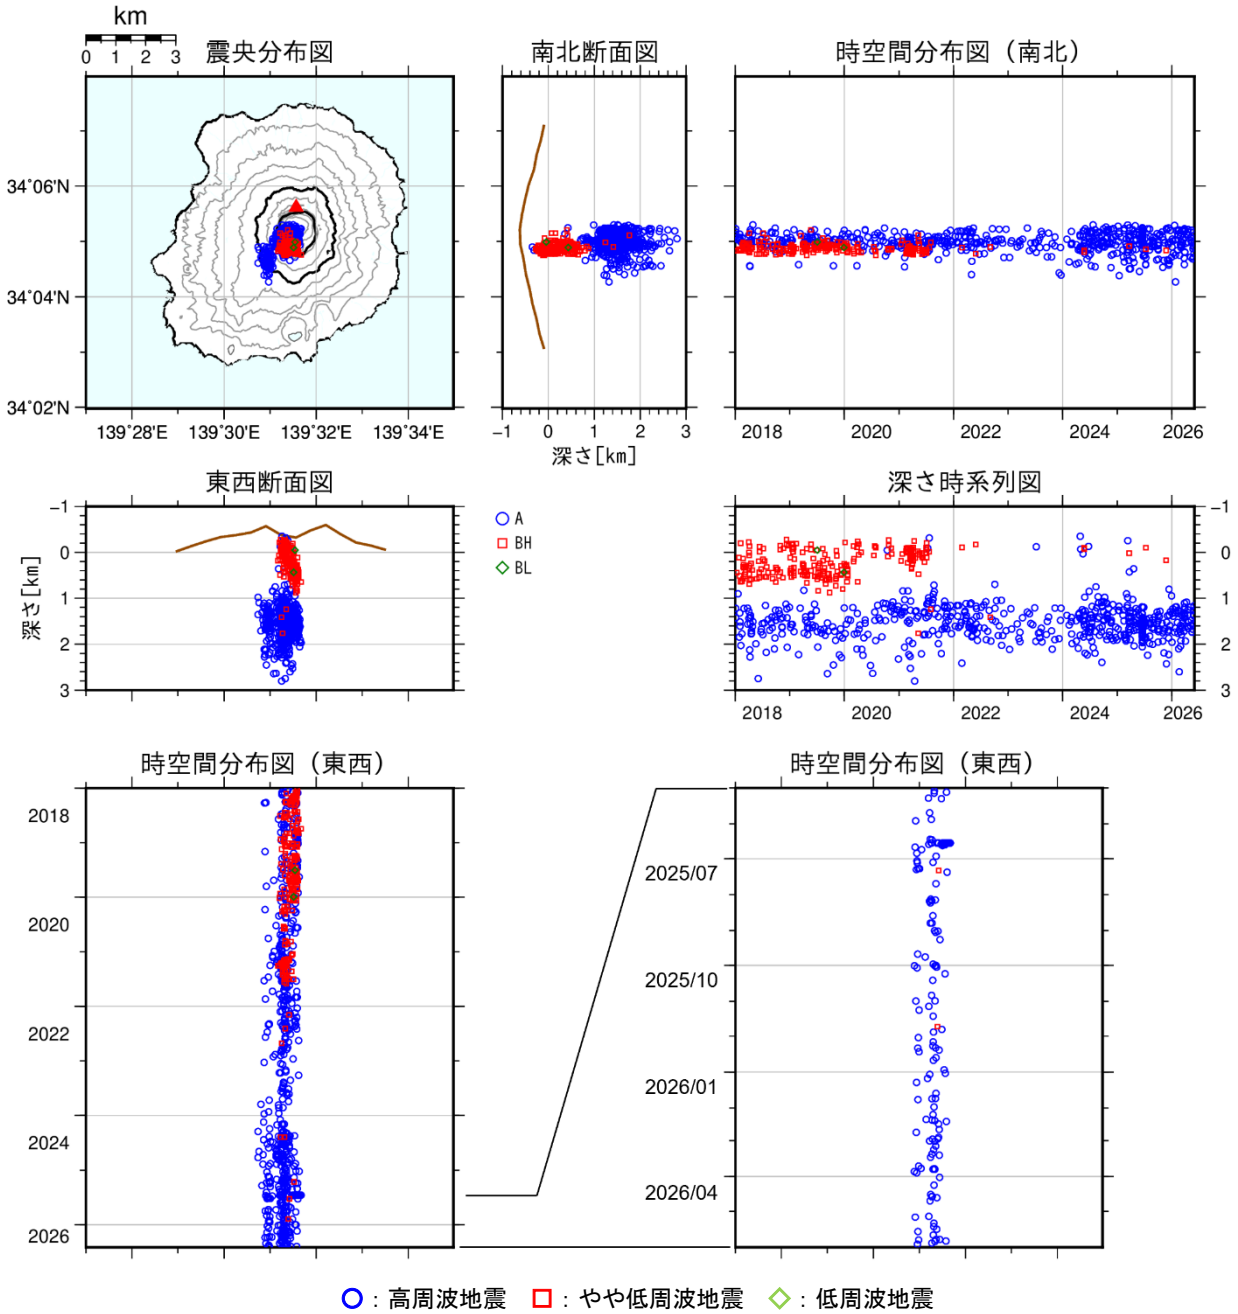 km
0 1 2 3
震央分布図
南北断面図
時空間分布図（南北）
34°06'N
34°04'N
34°02'N
139°28'E 139°30'E 139°32'E 139°34'E
-1 0 1 2 3
深さ[km]
2018 2020 2022 2024 2026
東西断面図
深さ時系列図
-1
0
1
2
3
深さ[km]
A
BH
BL
-1
0
1
2
3
2018 2020 2022 2024 2026
時空間分布図（東西）
時空間分布図（東西）
2018
2020
2022
2024
2026
2025/07
2025/10
2026/01
2026/04
：高周波地震 ：やや低周波地震 ：低周波地震